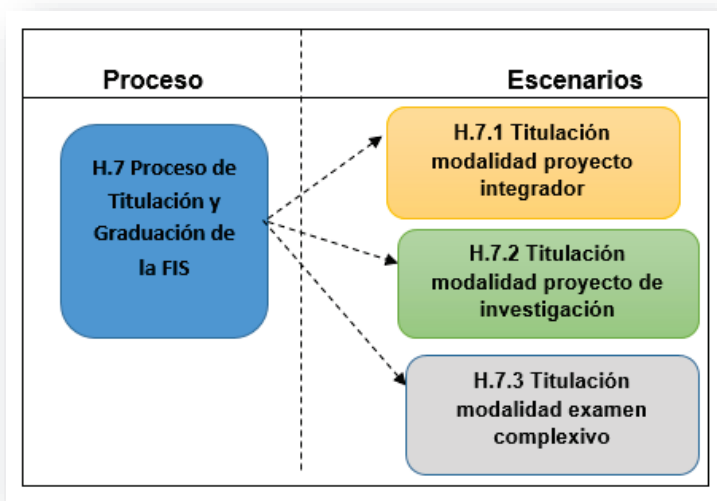 Proceso
Escenarios
H.7 Proceso de
Titulación y
Graduación de
la FIS
H.7.1 Titulación
modalidad proyecto
integrador
H.7.2 Titulación
modalidad proyecto de
investigación
H.7.3 Titulación
modalidad examen
complexivo